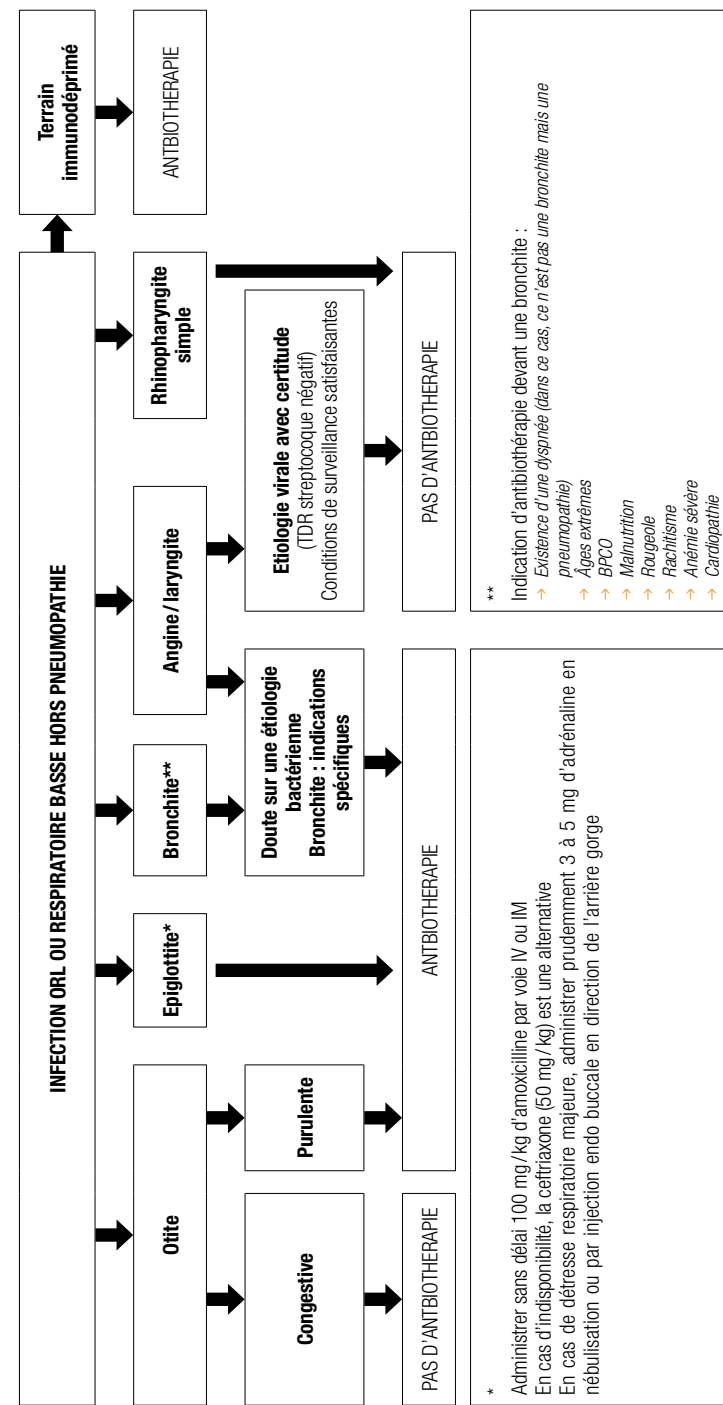 INFECTION ORL OU RESPIRATOIRE BASSE HORS PNEUMOPATHIE
Terrain
immunodéprimé
Otite
Epiglottite*
Bronchite**
Angine / laryngite
Rhinopharyngite
simple
ANTBIOTHERAPIE
Congestive
Purulente
Doute sur une étiologie
bactérienne
Bronchite : indications
spécifiques
Etiologie virale avec certitude
(TDR streptocoque négatif)
Conditions de surveillance satisfaisantes
PAS D'ANTBIOTHERAPIE
ANTBIOTHERAPIE
PAS D'ANTBIOTHERAPIE
*
Administrer sans délai 100 mg/kg d'amoxicilline par voie IV ou IM
En cas d'indisponibilité, la ceftriaxone (50 mg/kg) est une alternative
En cas de détresse respiratoire majeure, administrer prudemment 3 à 5 mg d'adrénaline en
nébulisation ou par injection endo buccale en direction de l'arrière gorge
**
Indication d'antibiothérapie devant une bronchite :
→ Existence d'une dyspnée (dans ce cas, ce n'est pas une bronchite mais une
pneumopathie)
→ Âges extrêmes
→ BPCO
→ Malnutrition
→ Rougeole
→ Rachitisme
→ Anémie sévère
→ Cardiopathie